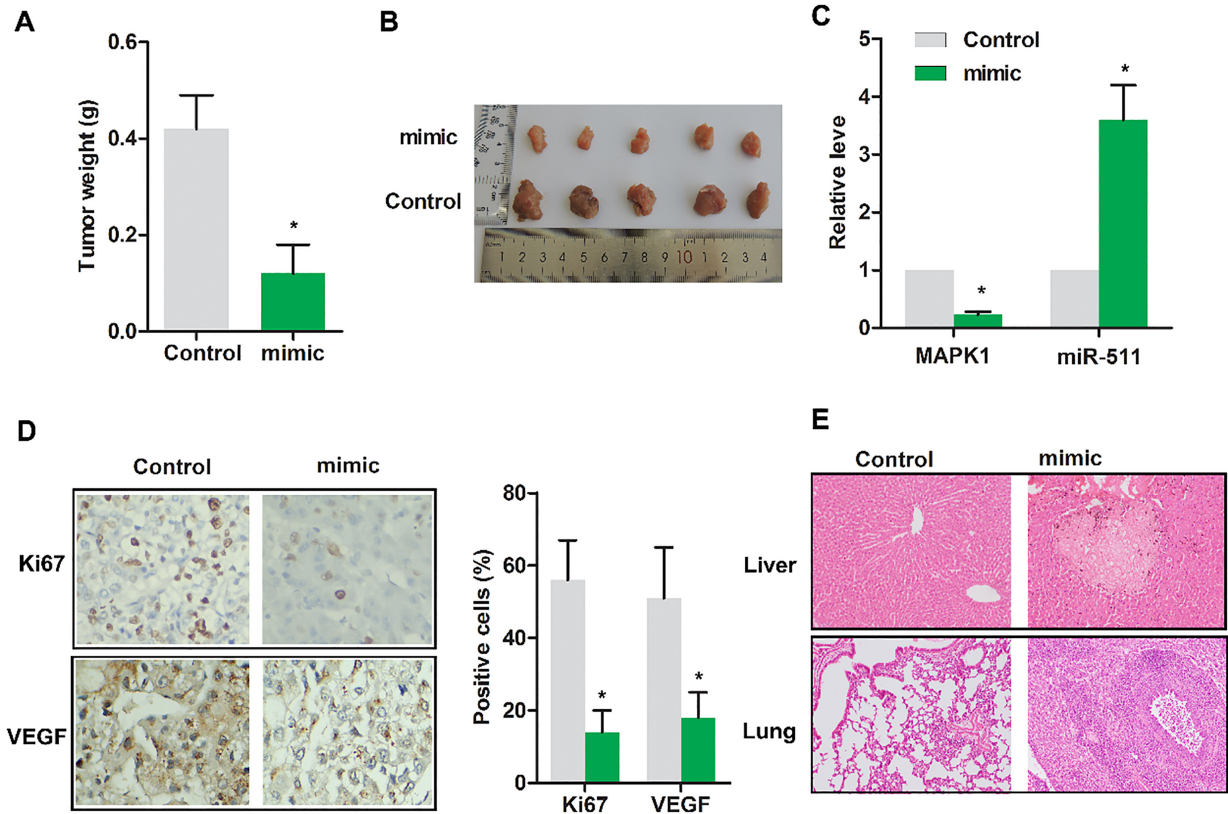 A
Tumor weight (g)
0.6
0.4
0.2
0.0
*
Control
mimic
B
mimic
Control
1 2 3 4 5 6 7 8 9 10 1 2 3 4
C
Relative leve
5
4
3
2
1
0
Control
mimic
*
*
MAPK1
miR-511
D
Control
mimic
Ki67
VEGF
Positive cells (%)
80
60
40
20
0
*
*
Ki67
VEGF
E
Control
mimic
Liver
Lung